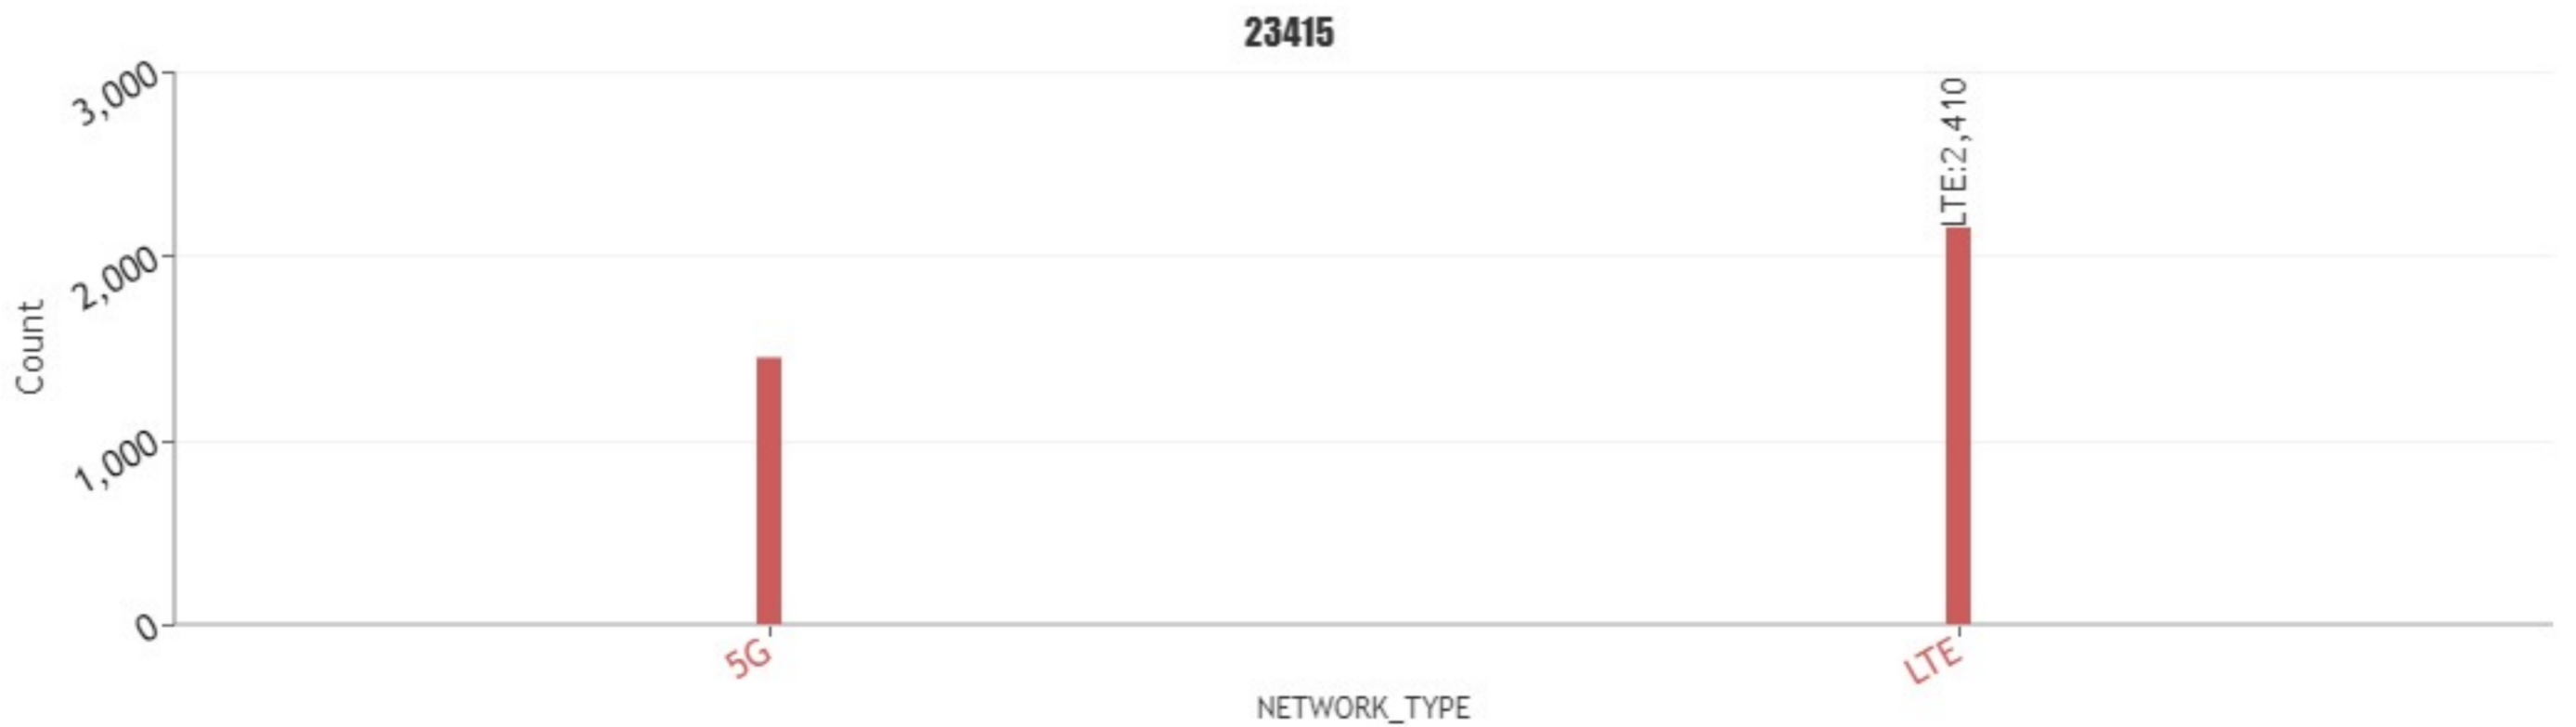 23415
3,000
2,000
1,000
0
Count
LTE:2,410
5G
LTE
NETWORK_TYPE